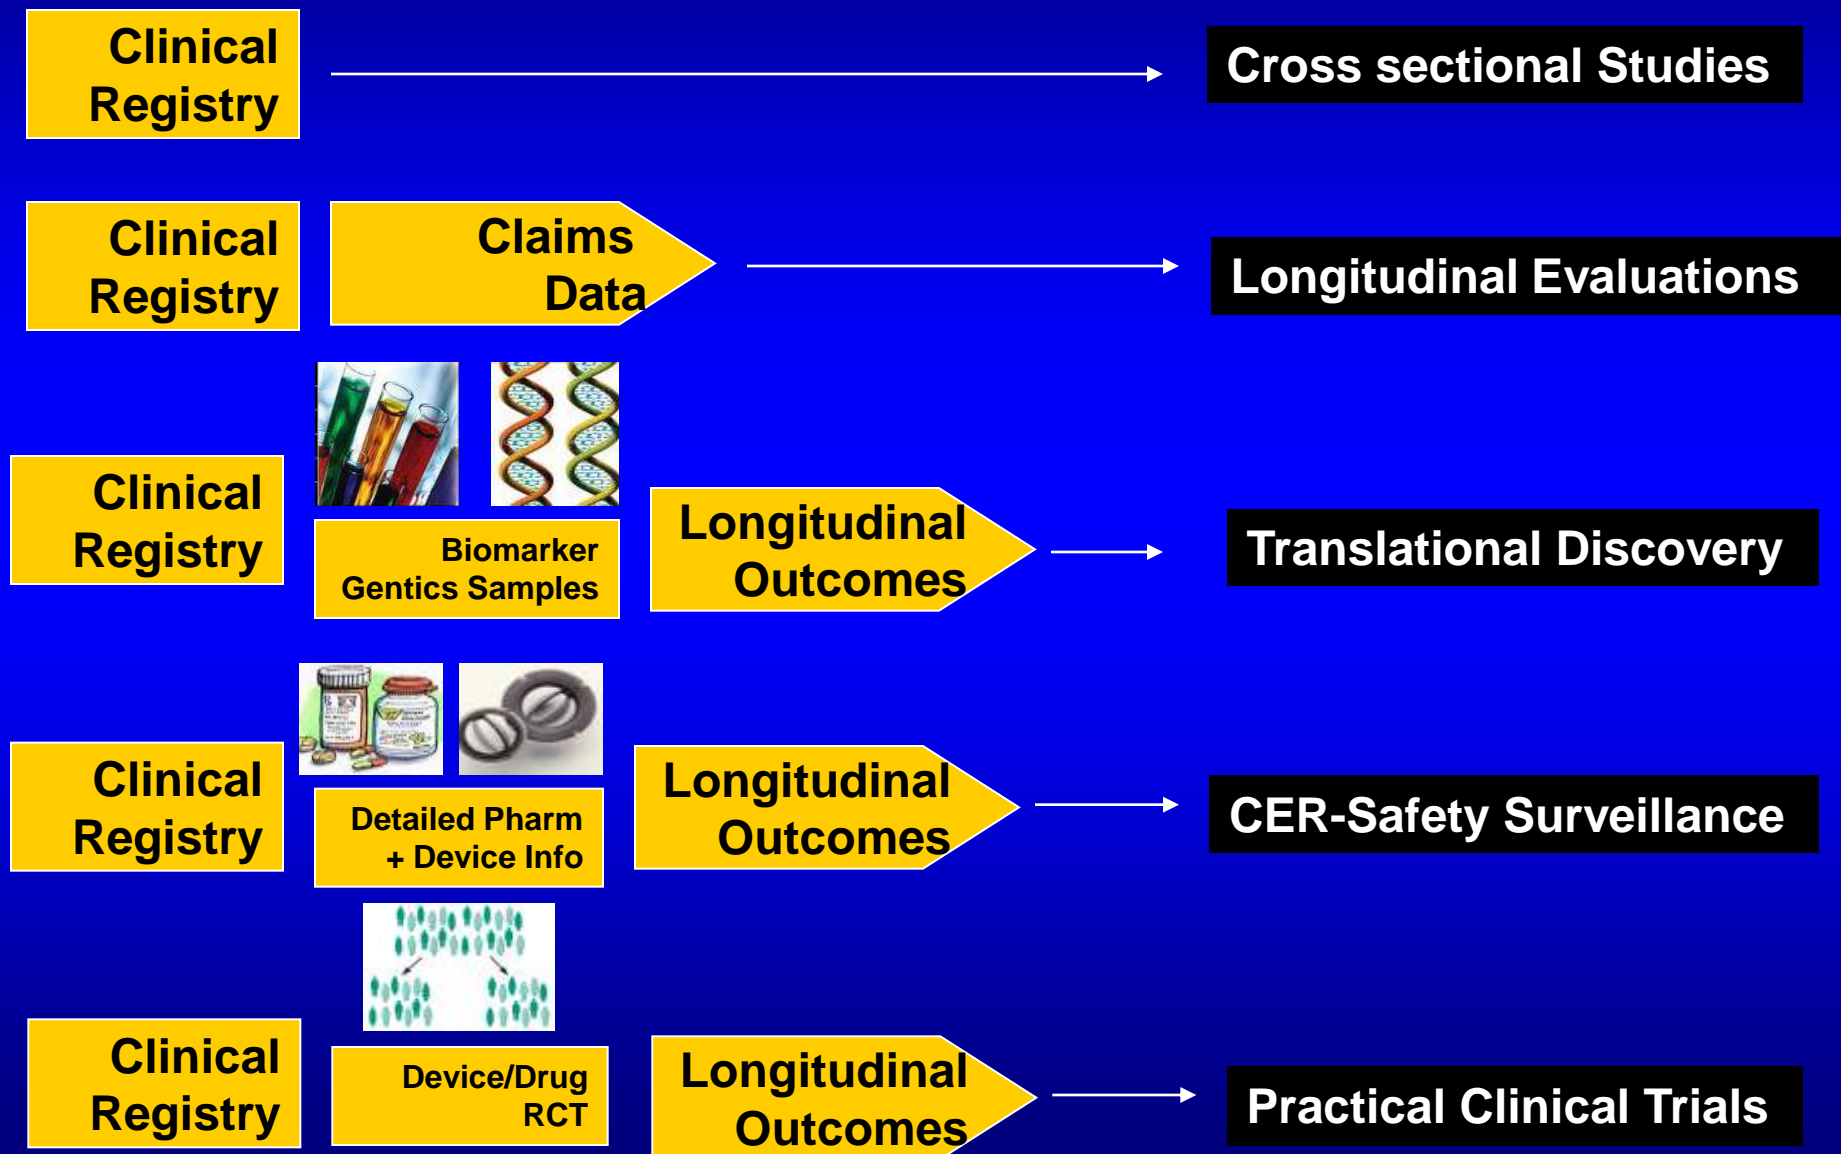 Clinical
Registry
Cross sectional Studies
Clinical
Registry
Claims
Data
Longitudinal Evaluations
Clinical
Registry
Biomarker
Gentics Samples
Longitudinal
Outcomes
Translational Discovery
Clinical
Registry
Detailed Pharm
+ Device Info
Longitudinal
Outcomes
CER-Safety Surveillance
Clinical
Registry
Device/Drug
RCT
Longitudinal
Outcomes
Practical Clinical Trials